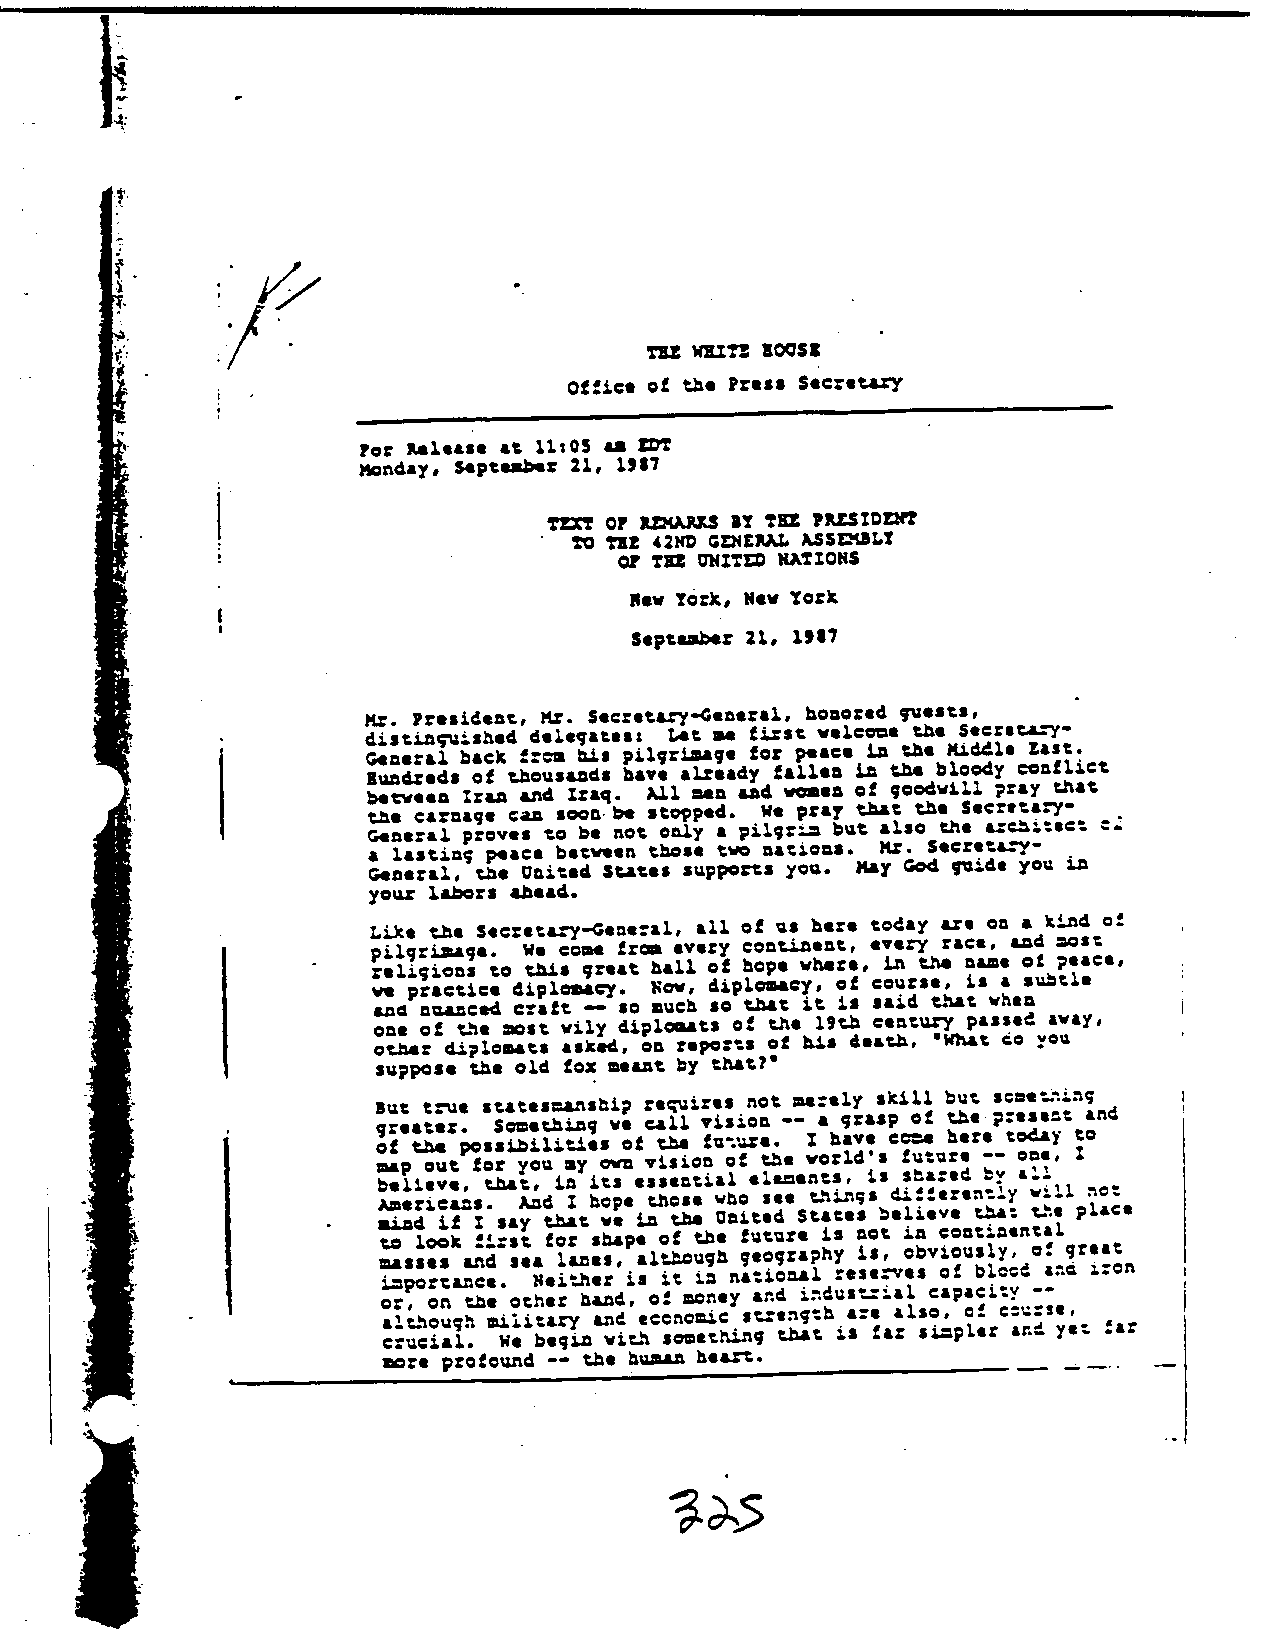 THE WHITE HOUSE
Office of the Press Secretary
For Release at 11:05 am EDT
Monday, September 21, 1987
TEXT OF REMARKS BY THE PRESIDENT
TO THE 42ND GENERAL ASSEMBLY
OF THE UNITED NATIONS
New York, New York
September 21, 1987
Mr. President, Mr. Secretary-General, honored guests,
distinguished delegates: Let me first welcome the Secretary-
General back from his pilgrimage for peace in the Middle East.
Hundreds of thousands have already fallen in the bloody conflict
between Iran and Iraq. All men and women of goodwill pray that
the carnage can soon be stopped. We pray that the Secretary-
General proves to be not only a pilgrim but also the architect of
a lasting peace between those two nations. Mr. Secretary-
General, the United States supports you. May God guide you in
your labors ahead.
Like the Secretary-General, all of us here today are on a kind of
pilgrimage. We come from every continent, every race, and most
religions to this great hall of hope where, in the name of peace,
we practice diplomacy. Now, diplomacy, of course, is a subtle
and nuanced craft -- so much so that it is said that when
one of the most wily diplomats of the 19th century passed away,
other diplomats asked, on reports of his death, "What do you
suppose the old fox meant by that?"
But true statesmanship requires not merely skill but something
greater. Something we call vision -- a grasp of the present and
of the possibilities of the future. I have come here today to
map out for you my own vision of the world's future -- one, I
believe, that, in its essential elements, is shared by all
Americans. And I hope those who see things differently will not
mind if I say that we in the United States believe that the place
to look first for shape of the future is not in continental
masses and sea lanes, although geography is, obviously, of great
importance. Neither is it in national reserves of blood and iron
or, on the other hand, of money and industrial capacity --
although military and economic strength are also, of course,
crucial. We begin with something that is far simpler and yet far
more profound -- the human heart.
325